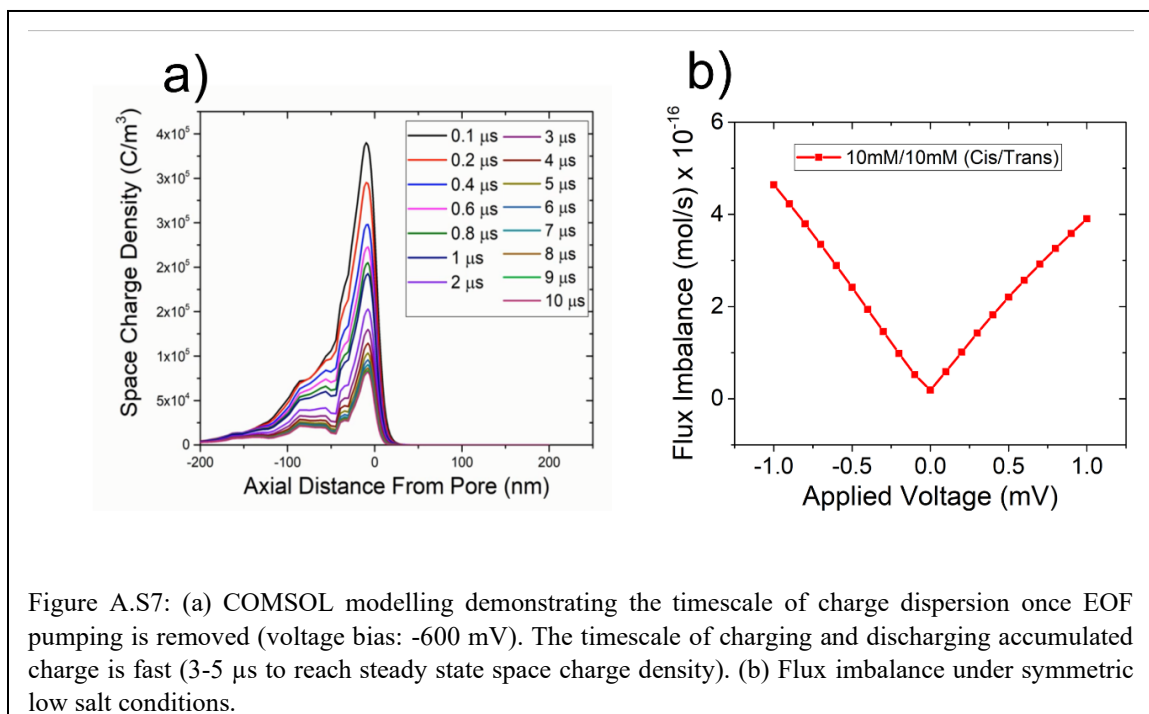 a)
Space Charge Density (C/m³)
4x10⁵
3x10⁵
3x10⁵
2x10⁵
2x10⁵
1x10⁵
1x10⁵
5x10⁴
0
-200
-100
0
100
200
Axial Distance From Pore (nm)
0.1 µs
0.2 µs
0.4 µs
0.6 µs
0.8 µs
1 µs
2 µs
3 µs
4 µs
5 µs
6 µs
7 µs
8 µs
9 µs
10 µs
b)
Flux Imbalance (mol/s) x 10⁻¹⁶
6
4
2
0
-1.0
-0.5
0.0
0.5
1.0
Applied Voltage (mV)
10mM/10mM (Cis/Trans)
Figure A.S7: (a) COMSOL modelling demonstrating the timescale of charge dispersion once EOF
pumping is removed (voltage bias: -600 mV). The timescale of charging and discharging accumulated
charge is fast (3-5 µs to reach steady state space charge density). (b) Flux imbalance under symmetric
low salt conditions.